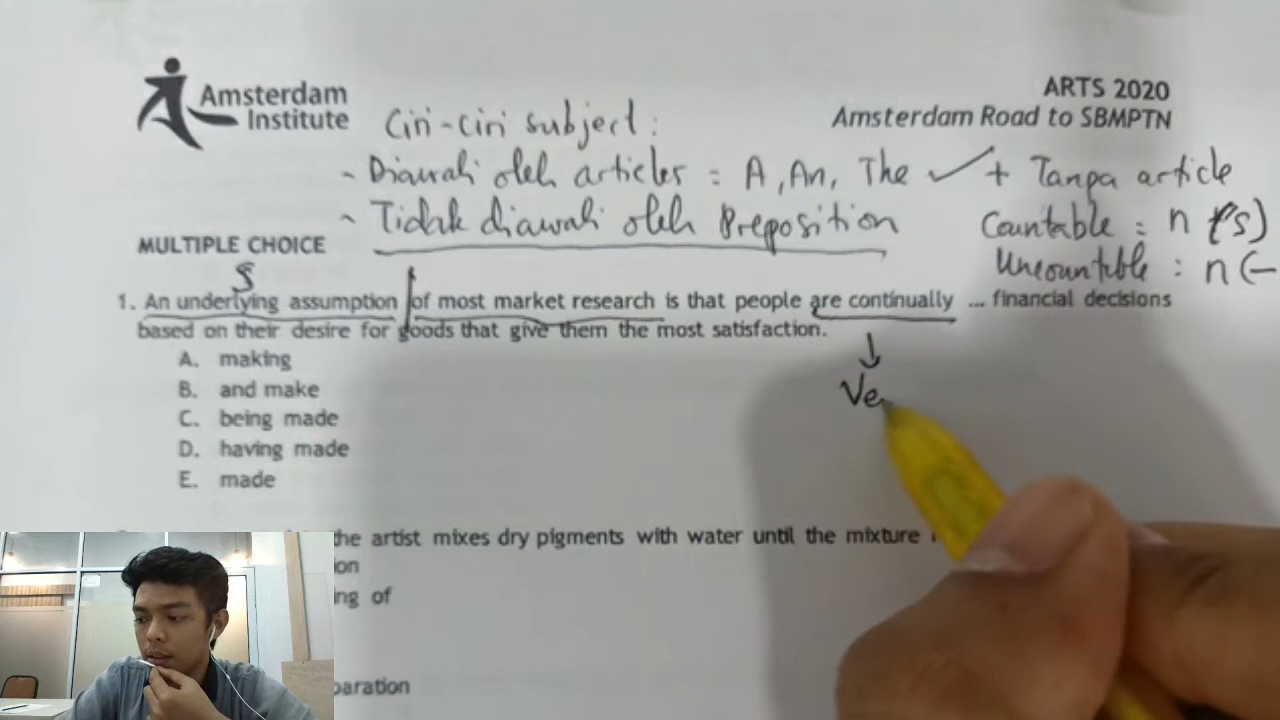 Amsterdam
Institute
ARTS 2020
Amsterdam Road to SBMPTN
Ciri-ciri subject :
- Diawali oleh articles : A, An, The ✓ + Tanpa article
- Tidak diawali oleh Preposition
Countable : n ('s)
Uncountable : n (-
MULTIPLE CHOICE
S
1. An underlying assumption of most market research is that people are continually ... financial decisions
based on their desire for goods that give them the most satisfaction.
↓
Ve
A. making
B. and make
C. being made
D. having made
E. made
the artist mixes dry pigments with water until the mixture
ion
ing of
paration